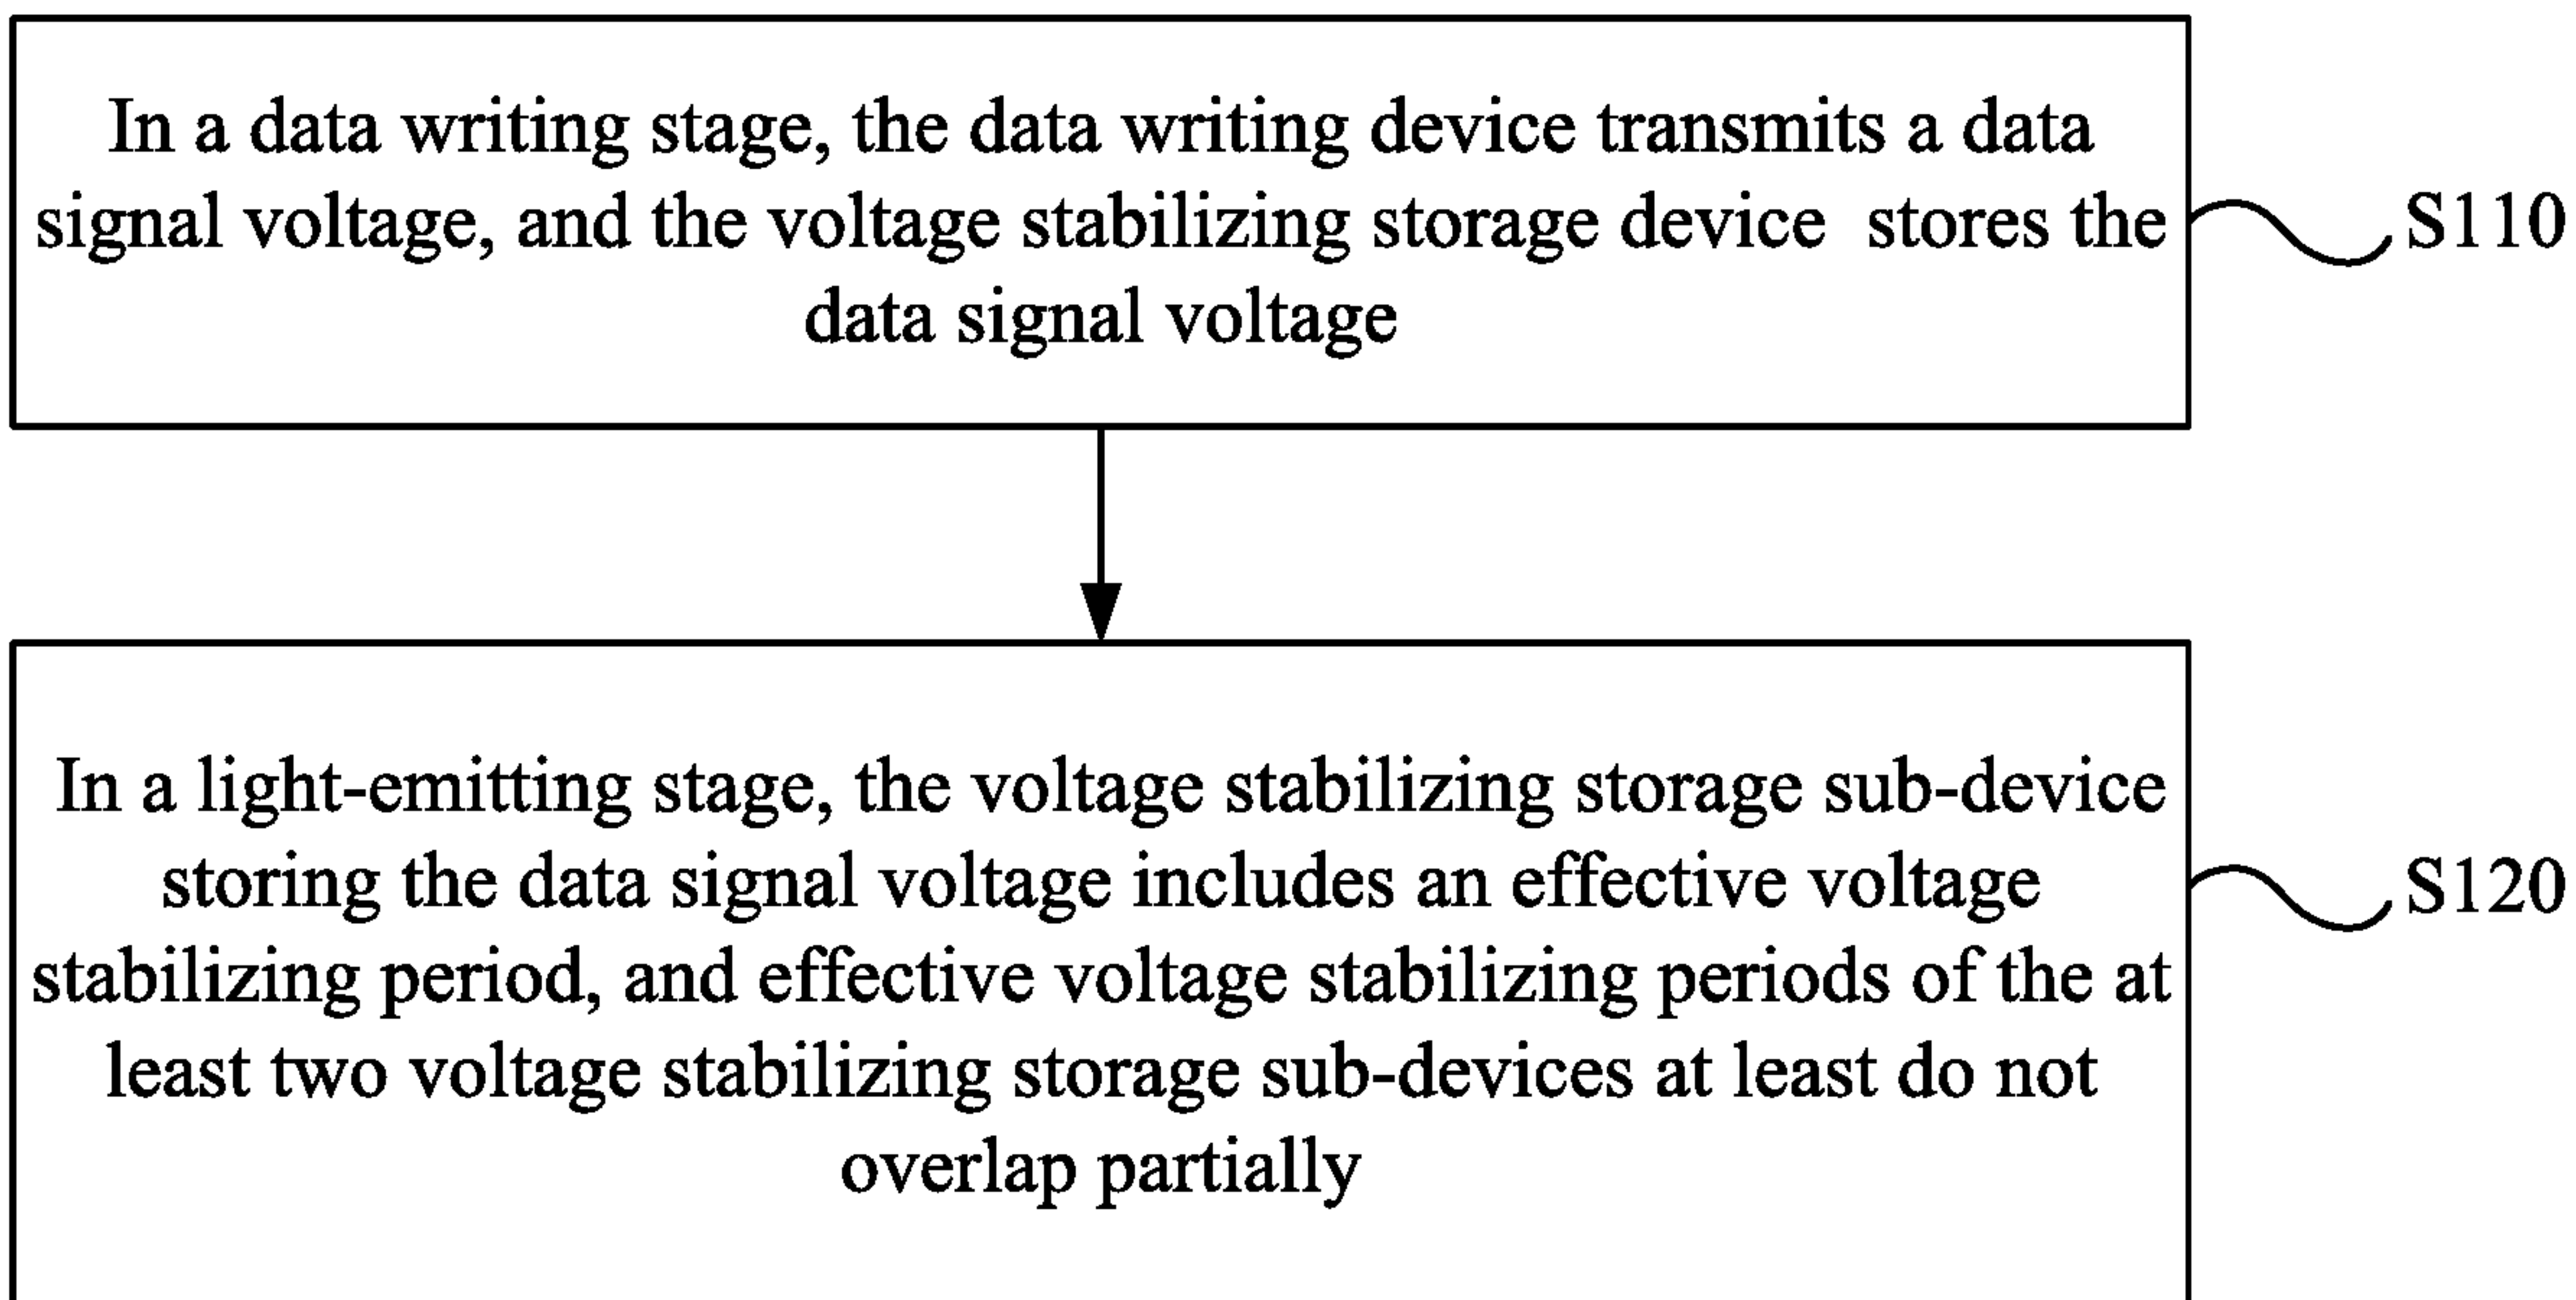 In a data writing stage, the data writing device transmits a data
signal voltage, and the voltage stabilizing storage device  stores the
data signal voltage
S110
In a light-emitting stage, the voltage stabilizing storage sub-device
storing the data signal voltage includes an effective voltage
stabilizing period, and effective voltage stabilizing periods of the at
least two voltage stabilizing storage sub-devices at least do not
overlap partially
S120